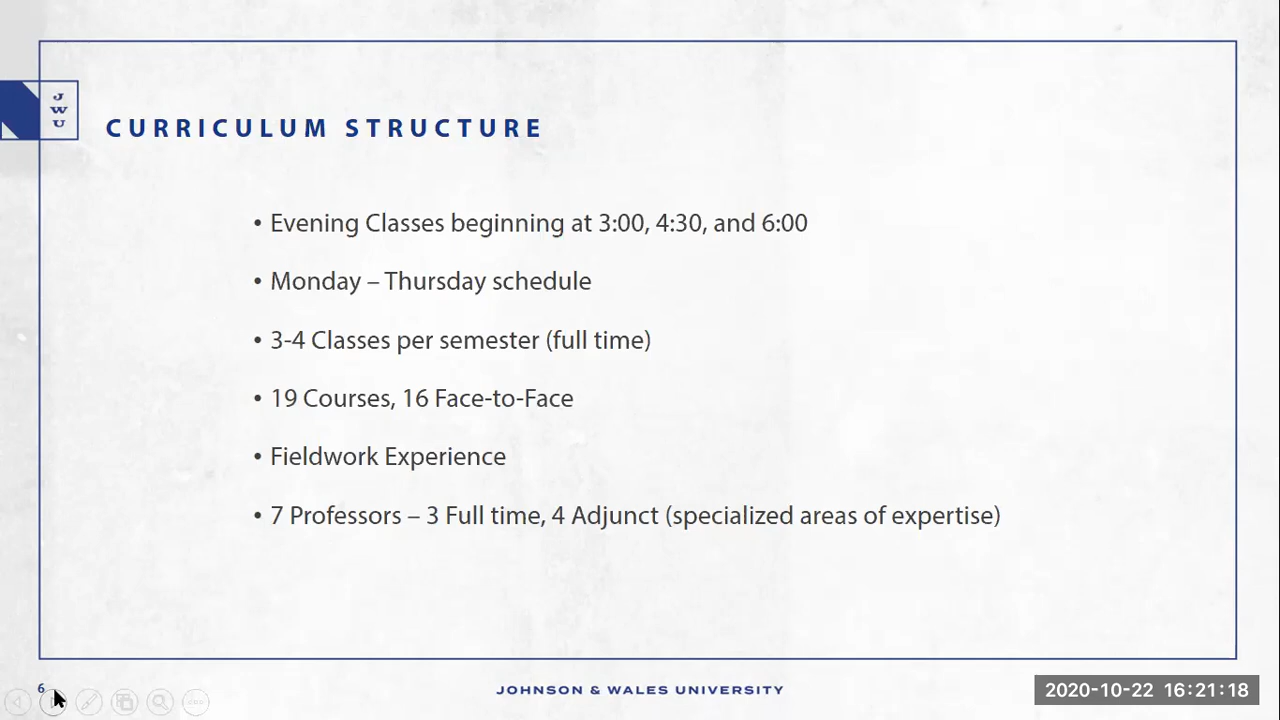 J
W
U
CURRICULUM STRUCTURE
• Evening Classes beginning at 3:00, 4:30, and 6:00
• Monday – Thursday schedule
• 3-4 Classes per semester (full time)
• 19 Courses, 16 Face-to-Face
• Fieldwork Experience
• 7 Professors – 3 Full time, 4 Adjunct (specialized areas of expertise)
6
JOHNSON & WALES UNIVERSITY
2020-10-22 16:21:18